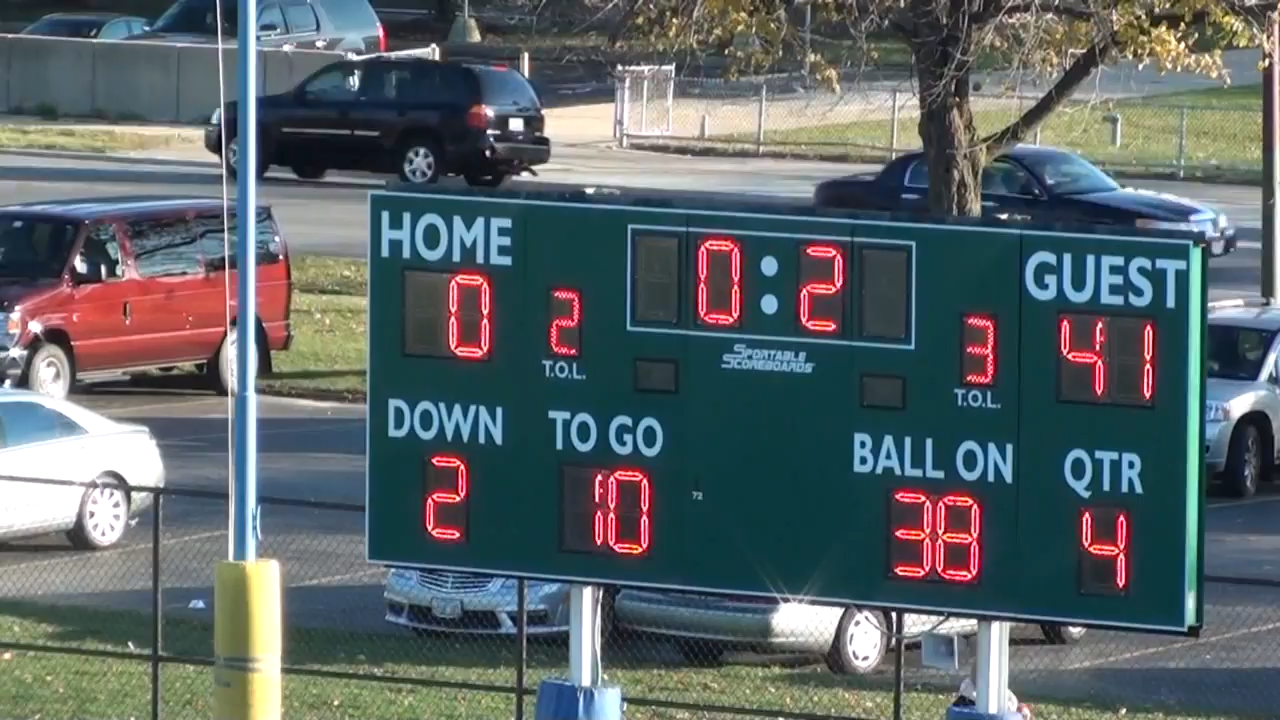 HOME
0
2
T.O.L.
0:2
SPORTABLE
SCOREBOARDS
3
T.O.L.
GUEST
41
DOWN
2
TO GO
10
72
BALL ON
38
QTR
4